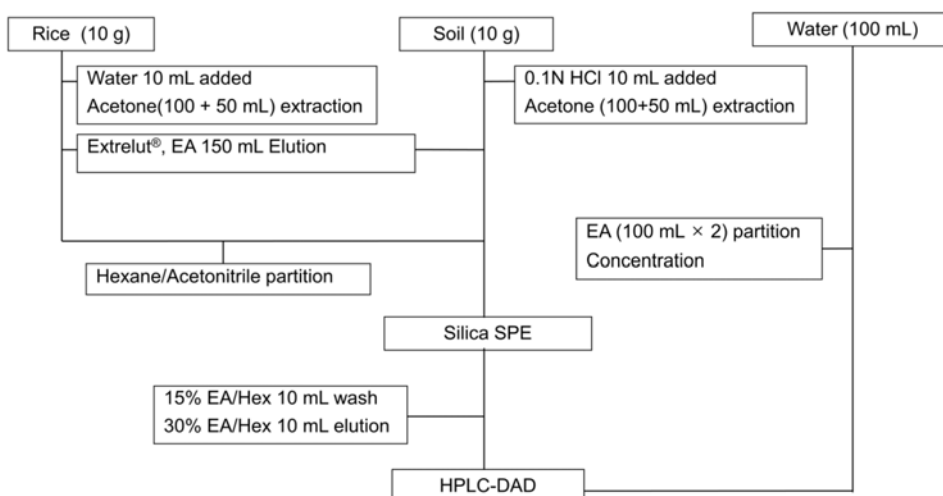 Rice (10 g)
Soil (10 g)
Water (100 mL)
Water 10 mL added
Acetone(100 + 50 mL) extraction
0.1N HCl 10 mL added
Acetone (100+50 mL) extraction
Extrelut®, EA 150 mL Elution
EA (100 mL × 2) partition
Concentration
Hexane/Acetonitrile partition
Silica SPE
15% EA/Hex 10 mL wash
30% EA/Hex 10 mL elution
HPLC-DAD